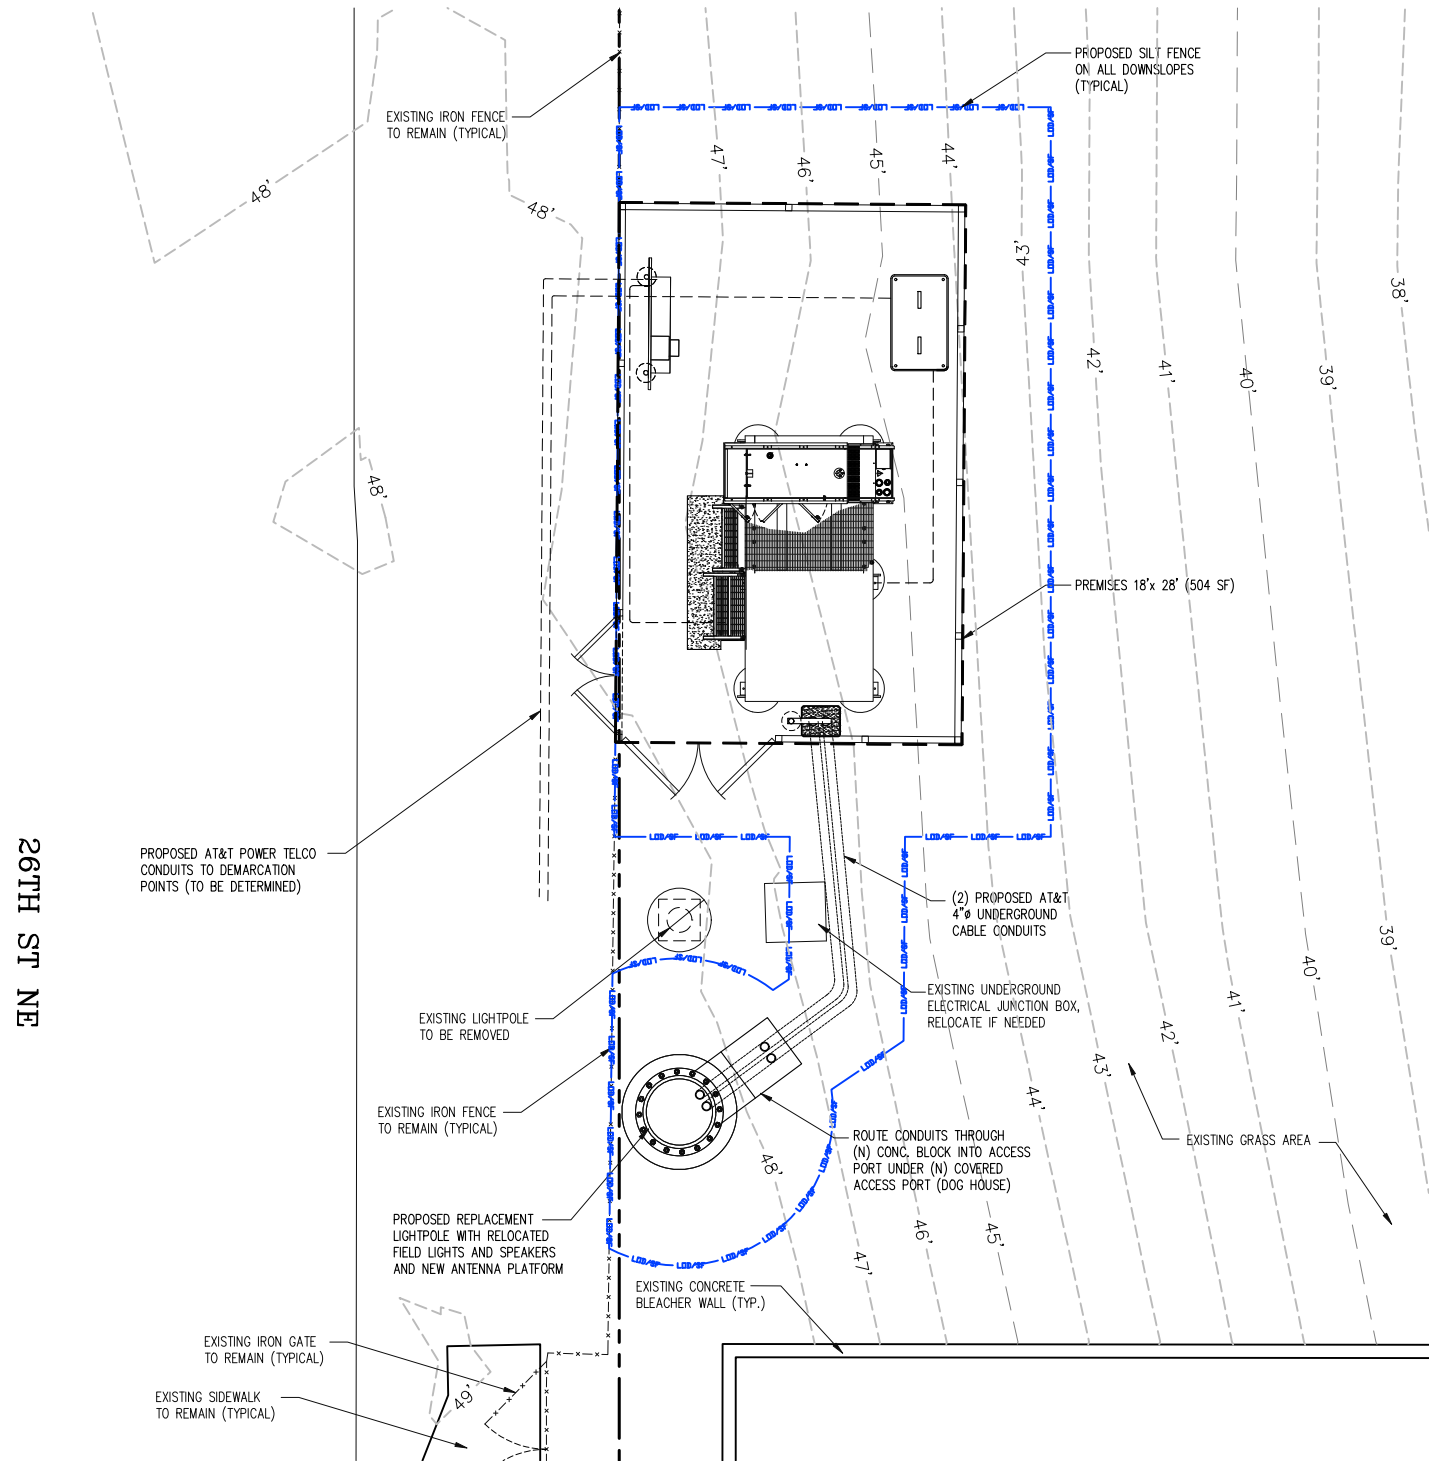 PROPOSED SILT FENCE
ON ALL DOWNSLOPES
(TYPICAL)
EXISTING IRON FENCE
TO REMAIN (TYPICAL)
LOD/SF
47'
46'
45'
44'
48'
48'
43'
38'
42'
41'
40'
39'
48'
PREMISES 18'x 28' (504 SF)
PROPOSED AT&T POWER TELCO
CONDUITS TO DEMARCATION
POINTS (TO BE DETERMINED)
26TH ST NE
(2) PROPOSED AT&T
4"ø UNDERGROUND
CABLE CONDUITS
EXISTING UNDERGROUND
ELECTRICAL JUNCTION BOX,
RELOCATE IF NEEDED
EXISTING LIGHTPOLE
TO BE REMOVED
39'
40'
41'
42'
43'
44'
EXISTING IRON FENCE
TO REMAIN (TYPICAL)
ROUTE CONDUITS THROUGH
(N) CONC. BLOCK INTO ACCESS
PORT UNDER (N) COVERED
ACCESS PORT (DOG HOUSE)
EXISTING GRASS AREA
48'
PROPOSED REPLACEMENT
LIGHTPOLE WITH RELOCATED
FIELD LIGHTS AND SPEAKERS
AND NEW ANTENNA PLATFORM
46'
45'
47'
EXISTING CONCRETE
BLEACHER WALL (TYP.)
EXISTING IRON GATE
TO REMAIN (TYPICAL)
EXISTING SIDEWALK
TO REMAIN (TYPICAL)
49'